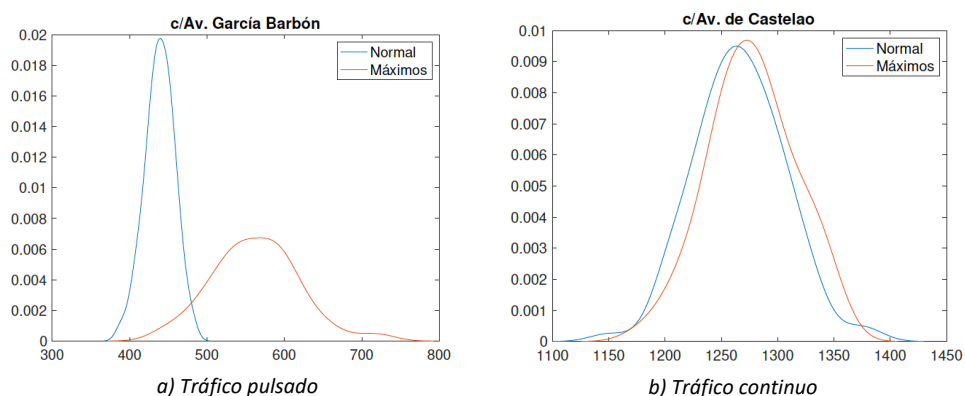 c/Av. García Barbón
0.02
0.018
0.016
0.014
0.012
0.01
0.008
0.006
0.004
0.002
0
300 400 500 600 700 800
Normal
Máximos
a) Tráfico pulsado
c/Av. de Castelao
0.01
0.009
0.008
0.007
0.006
0.005
0.004
0.003
0.002
0.001
0
1100 1150 1200 1250 1300 1350 1400 1450
Normal
Máximos
b) Tráfico continuo